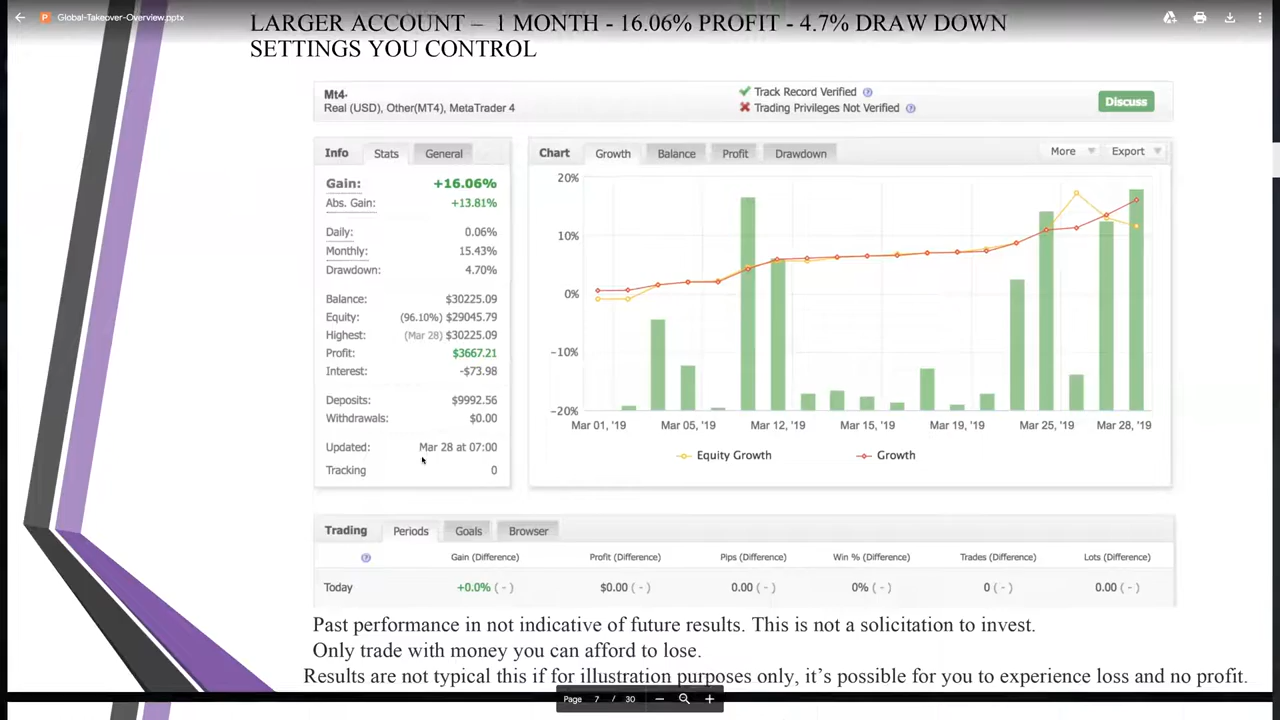 Global-Takeover-Overview.pptx
LARGER ACCOUNT – 1 MONTH - 16.06% PROFIT - 4.7% DRAW DOWN
SETTINGS YOU CONTROL
Mt4-
Real (USD), Other(MT4), MetaTrader 4
Track Record Verified
Trading Privileges Not Verified
Discuss
Info Stats General
Gain: +16.06%
Abs. Gain: +13.81%
Daily: 0.06%
Monthly: 15.43%
Drawdown: 4.70%
Balance: $30225.09
Equity: (96.10%) $29045.79
Highest: (Mar 28) $30225.09
Profit: $3667.21
Interest: -$73.98
Deposits: $9992.56
Withdrawals: $0.00
Updated: Mar 28 at 07:00
Tracking 0
Chart Growth Balance Profit Drawdown More Export
20%
10%
0%
-10%
-20%
Mar 01, '19 Mar 05, '19 Mar 12, '19 Mar 15, '19 Mar 19, '19 Mar 25, '19 Mar 28, '19
Equity Growth Growth
Trading Periods Goals Browser
Gain (Difference) Profit (Difference) Pips (Difference) Win % (Difference) Trades (Difference) Lots (Difference)
Today +0.0% ( - ) $0.00 ( - ) 0.00 ( - ) 0% ( - ) 0 ( - ) 0.00 ( - )
Past performance in not indicative of future results. This is not a solicitation to invest.
Only trade with money you can afford to lose.
Results are not typical this if for illustration purposes only, it’s possible for you to experience loss and no profit.
Page 7 / 30